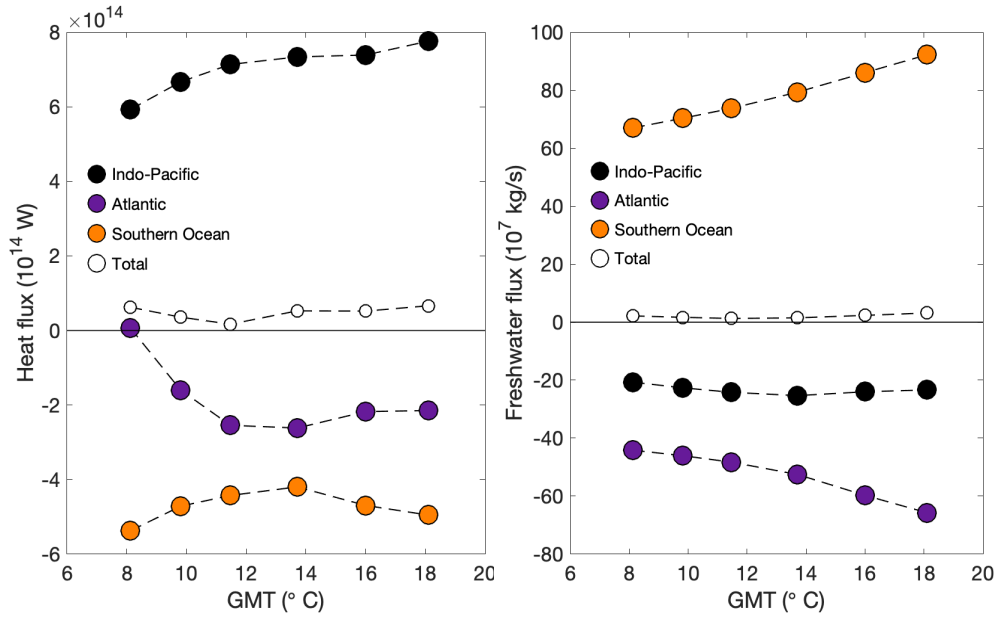 ×10^14
8
6
4
2
0
-2
-4
-6
Heat flux (10^14 W)
Indo-Pacific
Atlantic
Southern Ocean
Total
6 8 10 12 14 16 18 20
GMT (° C)
100
80
60
40
20
0
-20
-40
-60
-80
Freshwater flux (10^7 kg/s)
Indo-Pacific
Atlantic
Southern Ocean
Total
6 8 10 12 14 16 18 20
GMT (° C)